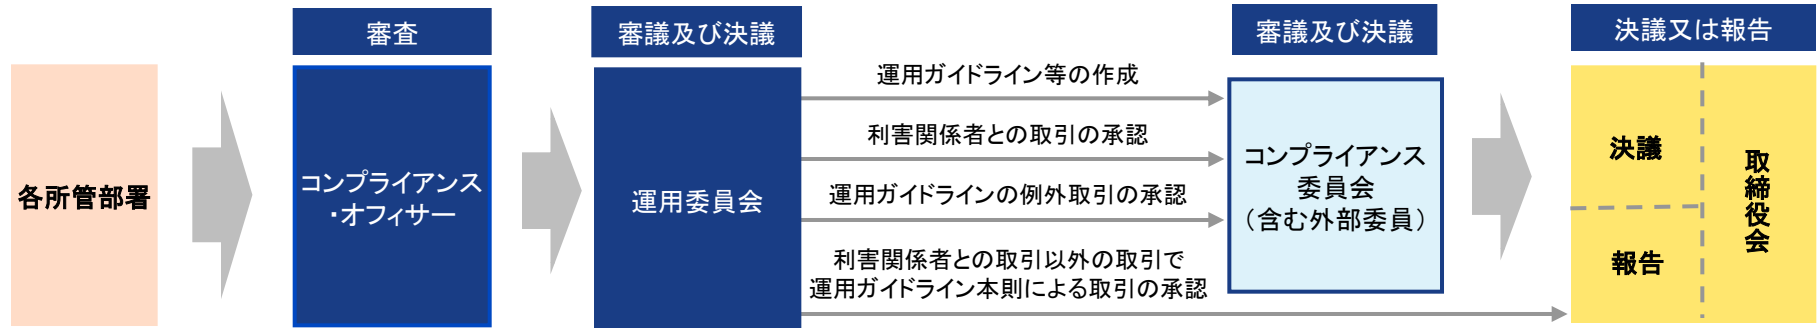 各所管部署
審査
コンプライアンス
・オフィサー
審議及び決議
運用委員会
運用ガイドライン等の作成
利害関係者との取引の承認
運用ガイドラインの例外取引の承認
利害関係者との取引以外の取引で
運用ガイドライン本則による取引の承認
審議及び決議
コンプライアンス
委員会
（含む外部委員）
決議又は報告
決議
報告
取締役会